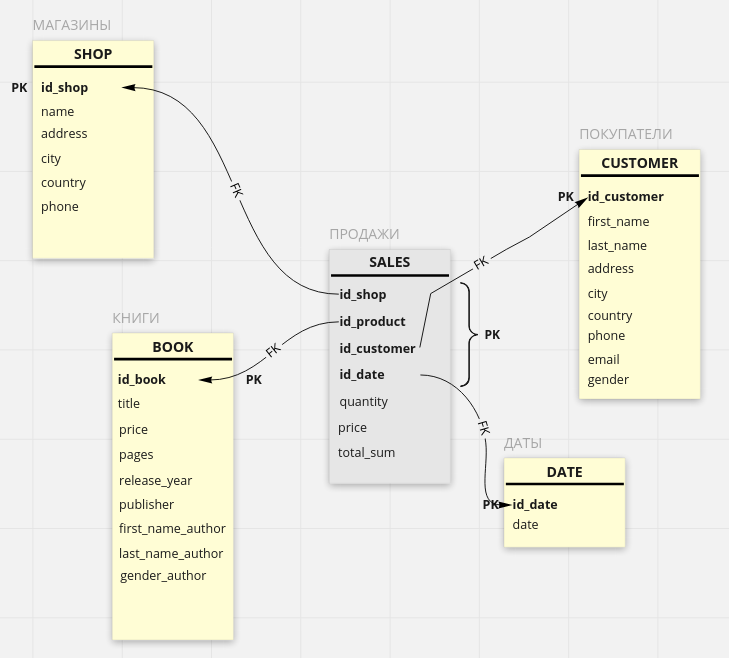 МАГАЗИНЫ
SHOP
PK
id_shop
name
address
city
country
phone
FK
ПОКУПАТЕЛИ
CUSTOMER
PK
id_customer
first_name
last_name
address
city
country
phone
email
gender
FK
ПРОДАЖИ
SALES
id_shop
id_product
id_customer
id_date
quantity
price
total_sum
PK
FK
КНИГИ
BOOK
id_book
PK
title
price
pages
release_year
publisher
first_name_author
last_name_author
gender_author
FK
ДАТЫ
DATE
PK
id_date
date